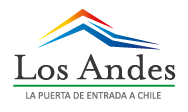 Los Andes
LA PUERTA DE ENTRADA A CHILE